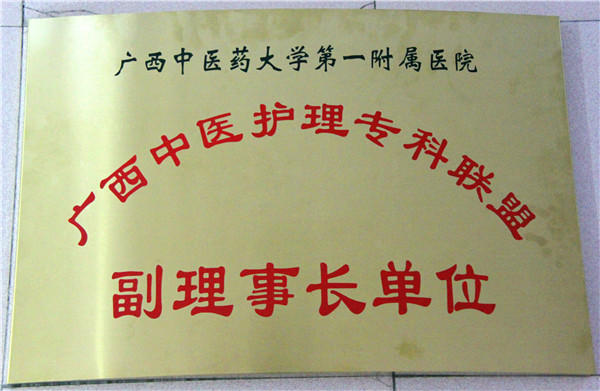 广西中医药大学第一附属医院
广西中医护理专科联盟
副理事长单位